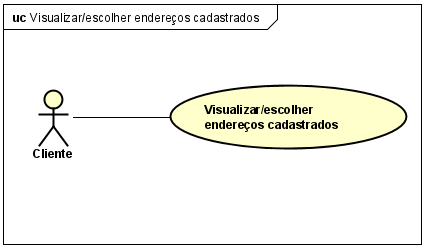 uc Visualizar/escolher endereços cadastrados
Visualizar/escolher
endereços cadastrados
Cliente